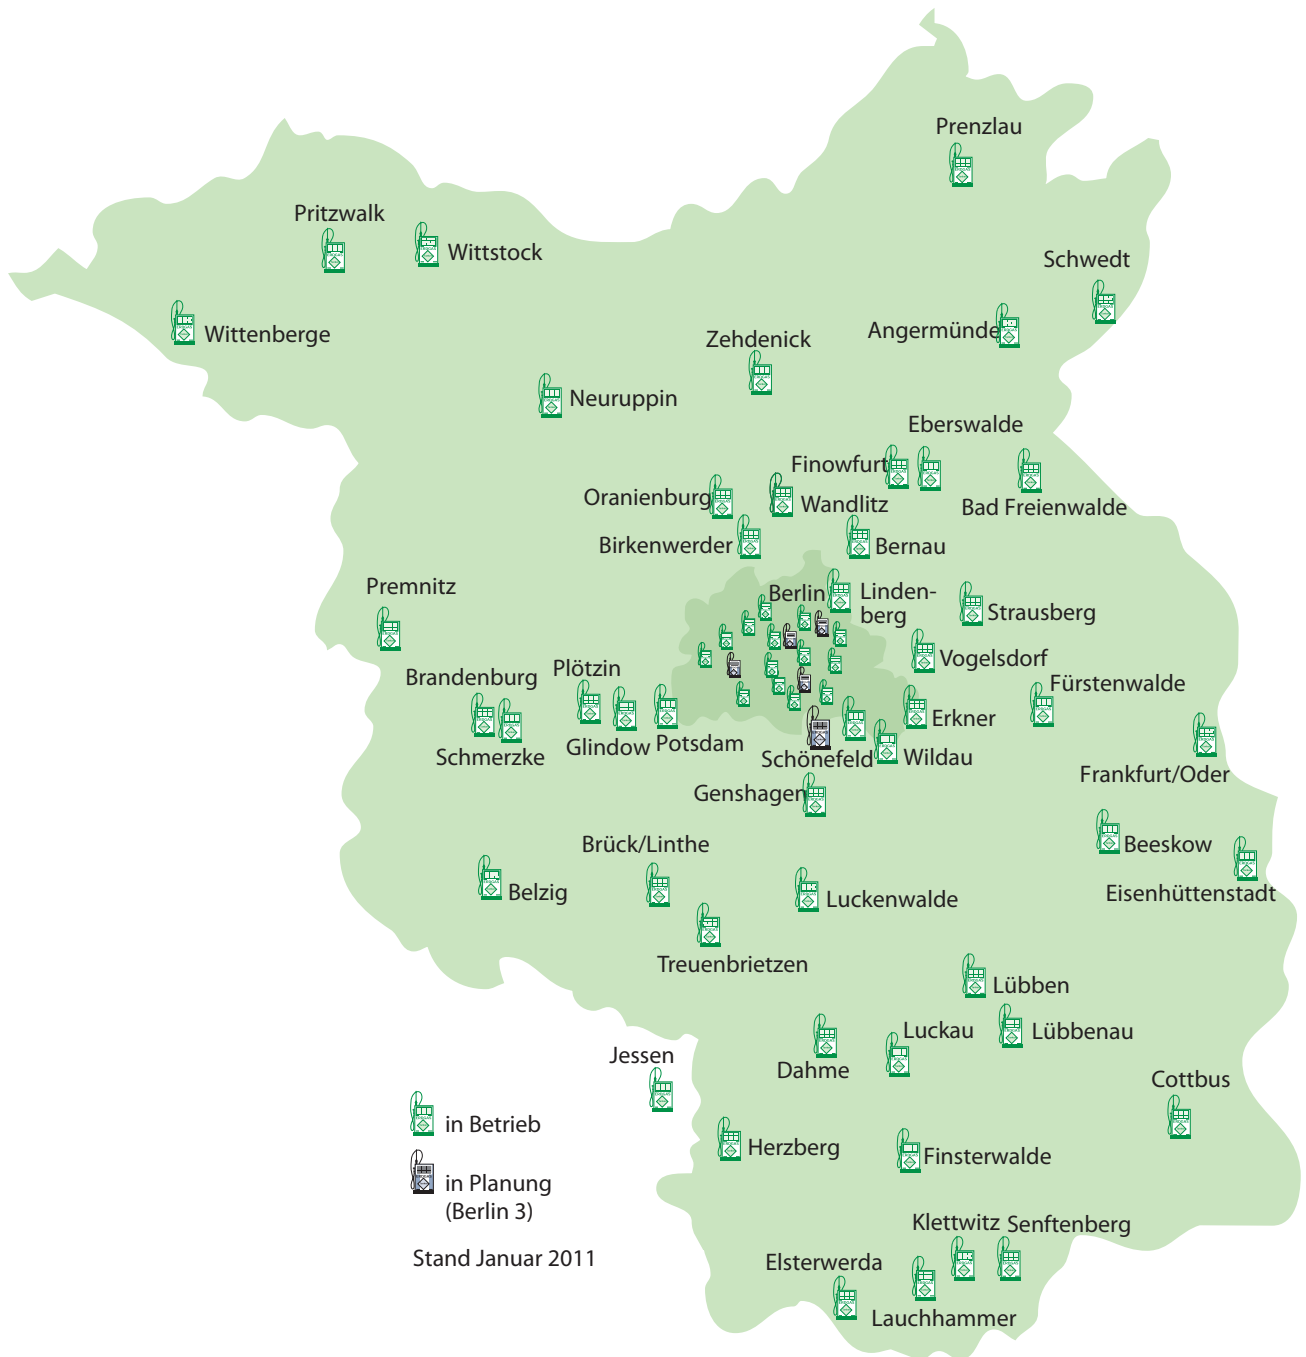 Prenzlau
Pritzwalk
Wittstock
Schwedt
Wittenberge
Angermünde
Zehdenick
Neuruppin
Eberswalde
Finowfurt
Oranienburg
Wandlitz
Bad Freienwalde
Birkenwerder
Bernau
Premnitz
Berlin
Linden-
berg
Strausberg
Plötzin
Vogelsdorf
Brandenburg
Fürstenwalde
Erkner
Glindow
Potsdam
Schmerzke
Schönefeld
Wildau
Frankfurt/Oder
Genshagen
Brück/Linthe
Beeskow
Belzig
Luckenwalde
Eisenhüttenstadt
Treuenbrietzen
Lübben
Luckau
Lübbenau
Jessen
Dahme
Cottbus
in Betrieb
Herzberg
Finsterwalde
in Planung
(Berlin 3)
Klettwitz
Senftenberg
Stand Januar 2011
Elsterwerda
Lauchhammer